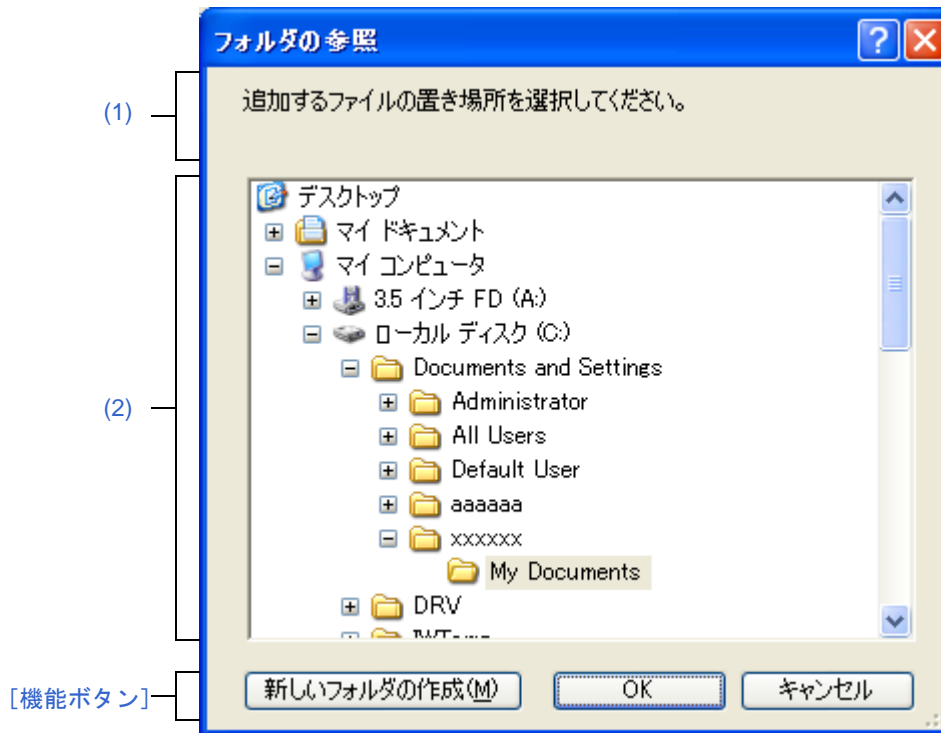 フォルダの参照
(1)
追加するファイルの置き場所を選択してください。
(2)
デスクトップ
マイ ドキュメント
マイ コンピュータ
3.5 インチ FD (A:)
ローカル ディスク (C:)
Documents and Settings
Administrator
All Users
Default User
aaaaaa
xxxxxx
My Documents
DRV
[機能ボタン]
新しいフォルダの作成(M)
OK
キャンセル